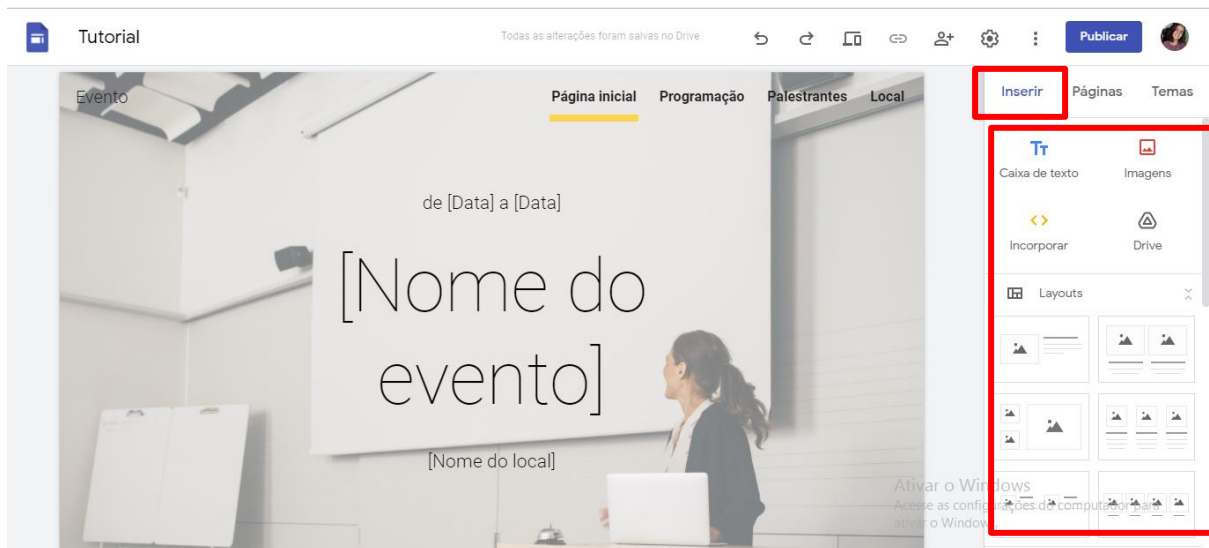 Tutorial
Todas as alterações foram salvas no Drive
Publicar
Evento
Página inicial Programação Palestrantes Local
Inserir Páginas Temas
Caixa de texto Imagens
Incorporar Drive
Layouts
de [Data] a [Data]
[Nome do
evento]
[Nome do local]
Ativar o Windows
Acesse as configurações do computador para
ativar o Windows.